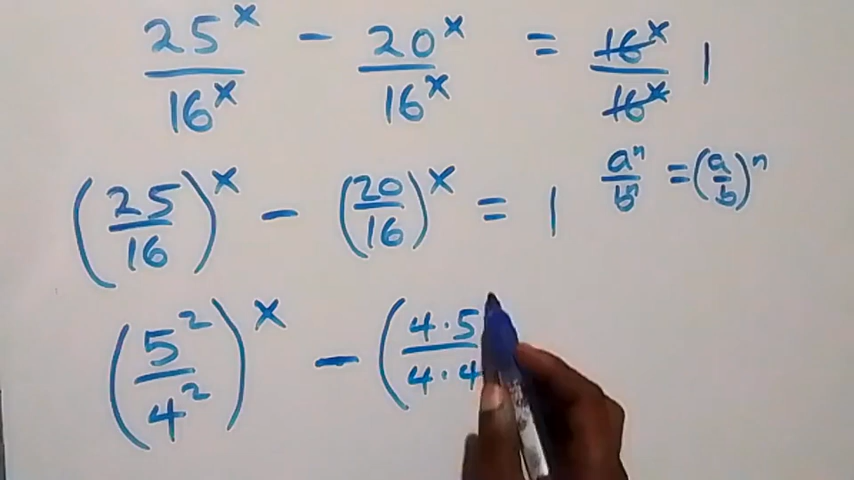 25^x/16^x - 20^x/16^x = 16^x/16^x 1
a^n/b^n = (a/b)^n
(25/16)^x - (20/16)^x = 1
(5^2/4^2)^x - (4·5/4·4